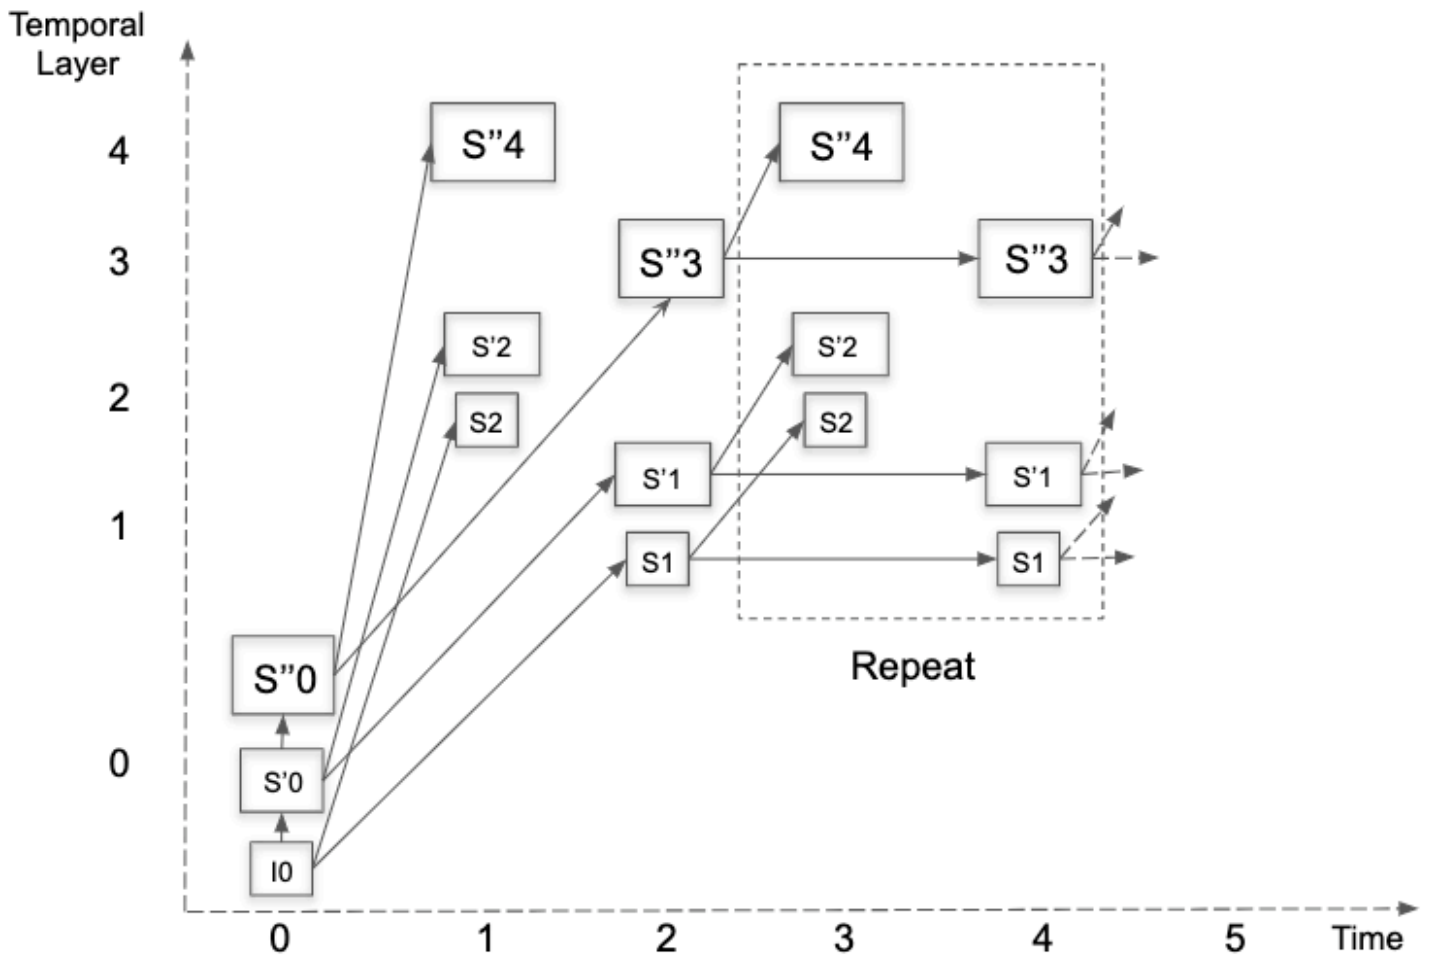 Temporal
Layer
4
S”4
S”4
3
S”3
S”3
S’2
S’2
2
S2
S2
S’1
S’1
1
S1
S1
Repeat
S”0
0
S’0
I0
0 1 2 3 4 5 Time